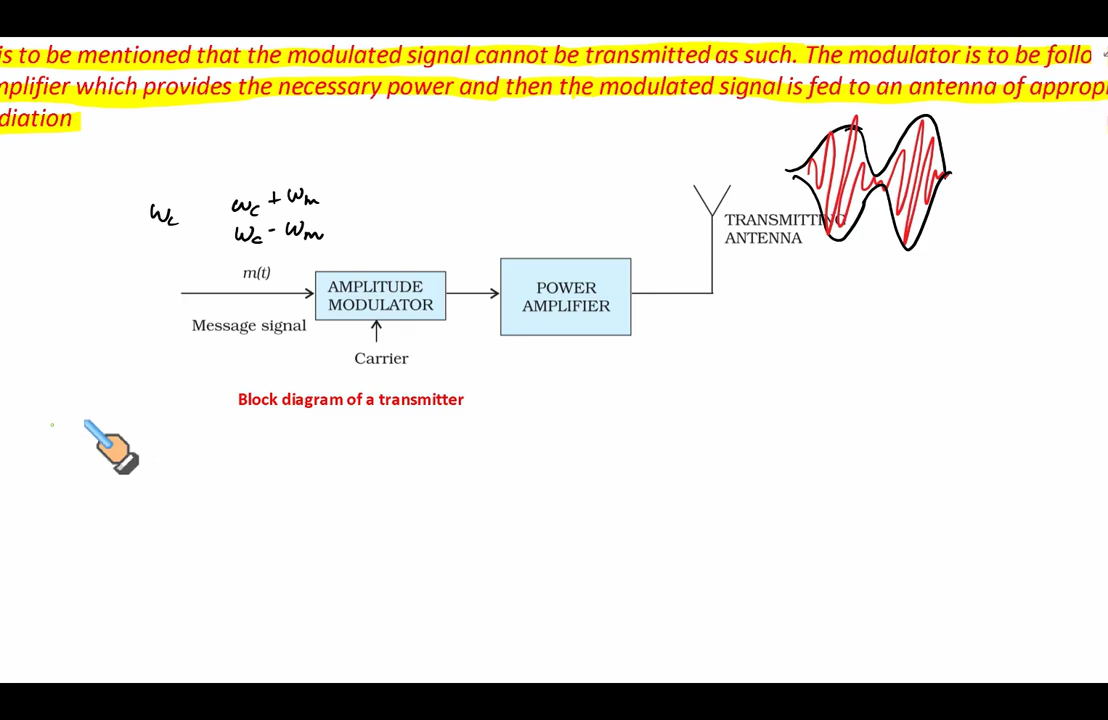 is to be mentioned that the modulated signal cannot be transmitted as such. The modulator is to be follo
mplifier which provides the necessary power and then the modulated signal is fed to an antenna of appropr
diation
ωc
ωc + ωm
ωc - ωm
TRANSMITTING
ANTENNA
m(t)
AMPLITUDE
MODULATOR
POWER
AMPLIFIER
Message signal
Carrier
Block diagram of a transmitter